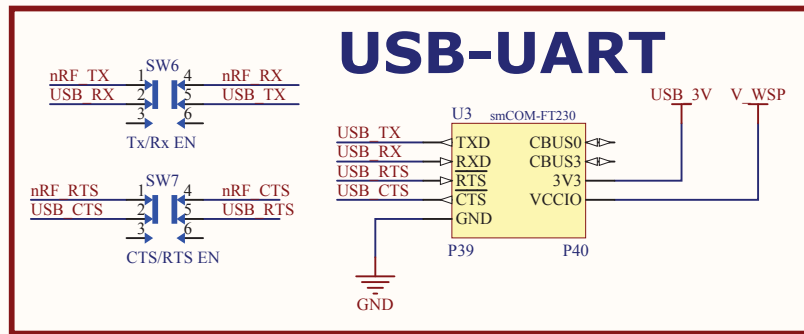 USB-UART
SW6
nRF_TX 1 4 nRF_RX
USB_RX 2 5 USB_TX
3 6
Tx/Rx EN
SW7
nRF_RTS 1 4 nRF_CTS
USB_CTS 2 5 USB_RTS
3 6
CTS/RTS EN
USB_3V V_WSP
U3 smCOM-FT230
USB_TX TXD CBUS0
USB_RX RXD CBUS3
USB_RTS RTS 3V3
USB_CTS CTS VCCIO
GND
P39 P40
GND